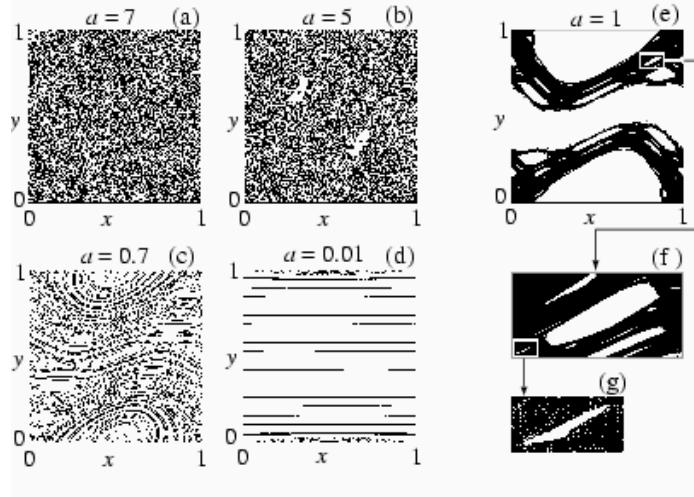 a = 7 (a)
1
y
0
0 x 1
a = 5 (b)
1
y
0
0 x 1
a = 1 (e)
1
y
0
0 x 1
a = 0.7 (c)
1
y
0
0 x 1
a = 0.01 (d)
1
y
0
0 x 1
(f)
(g)